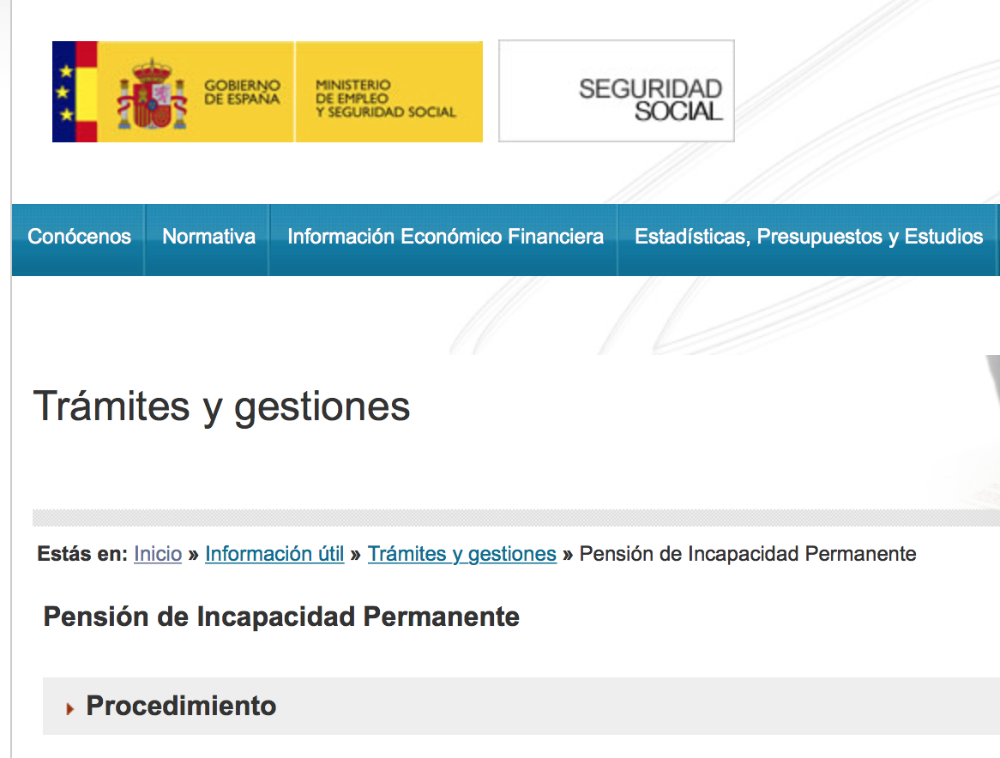 GOBIERNO
DE ESPAÑA
MINISTERIO
DE EMPLEO
Y SEGURIDAD SOCIAL
SEGURIDAD
SOCIAL
Conócenos
Normativa
Información Económico Financiera
Estadísticas, Presupuestos y Estudios
Trámites y gestiones
Estás en: Inicio » Información útil » Trámites y gestiones » Pensión de Incapacidad Permanente
Pensión de Incapacidad Permanente
Procedimiento